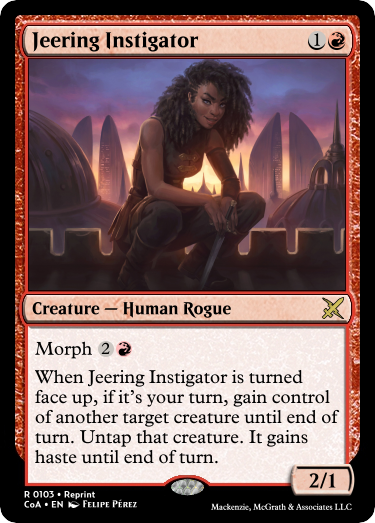 Jeering Instigator 1
Creature — Human Rogue
Morph 2
When Jeering Instigator is turned
face up, if it's your turn, gain control
of another target creature until end of
turn. Untap that creature. It gains
haste until end of turn.
2/1
R 0103 • Reprint
CoA • EN Felipe Pérez
Mackenzie, McGrath & Associates LLC